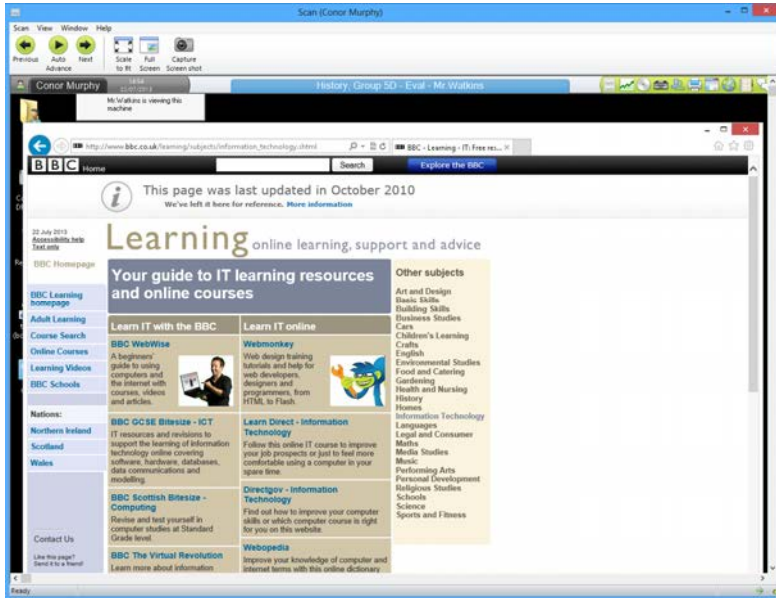 Scan (Conor Murphy)
Scan View Window Help
Previous
Auto
Advance
Next
Scale
to fit
Full
Screen
Capture
Screen shot
Conor Murphy
14:54
22/07/2013
History, Group 5D - Eval - Mr.Watkins
Mr.Watkins is viewing this
machine
http://www.bbc.co.uk/learning/subjects/information_technology.shtml
BBC - Learning - IT: Free res...
BBC Home
Search
Explore the BBC
This page was last updated in October 2010
We've left it here for reference. More information
22 July 2013
Accessibility help
Text only
BBC Homepage
BBC Learning
homepage
Adult Learning
Course Search
Online Courses
Learning Videos
BBC Schools
Nations:
Northern Ireland
Scotland
Wales
Contact Us
Like this page?
Send it to a friend!
Learning online learning, support and advice
Your guide to IT learning resources
and online courses
Learn IT with the BBC
BBC WebWise
A beginners'
guide to using
computers and
the internet with
courses, videos
and articles.
BBC GCSE Bitesize - ICT
IT resources and revisions to
support the learning of information
technology online covering
software, hardware, databases,
data communications and
modelling.
BBC Scottish Bitesize -
Computing
Revise and test yourself in
computer studies at Standard
Grade level.
BBC The Virtual Revolution
Learn more about information
Learn IT online
Webmonkey
Web design training
tutorials and help for
web developers,
designers and
programmers, from
HTML to Flash.
Learn Direct - Information
Technology
Follow this online IT course to improve
your job prospects or just to feel more
comfortable using a computer in your
spare time.
Directgov - Information
Technology
Find out how to improve your computer
skills or which computer course is right
for you on this website.
Webopedia
Improve your knowledge of computer and
internet terms with this online dictionary
Other subjects
Art and Design
Basic Skills
Building Skills
Business Studies
Cars
Children's Learning
Crafts
English
Environmental Studies
Food and Catering
Gardening
Health and Nursing
History
Homes
Information Technology
Languages
Legal and Consumer
Maths
Media Studies
Music
Performing Arts
Personal Development
Religious Studies
Schools
Science
Sports and Fitness
Ready